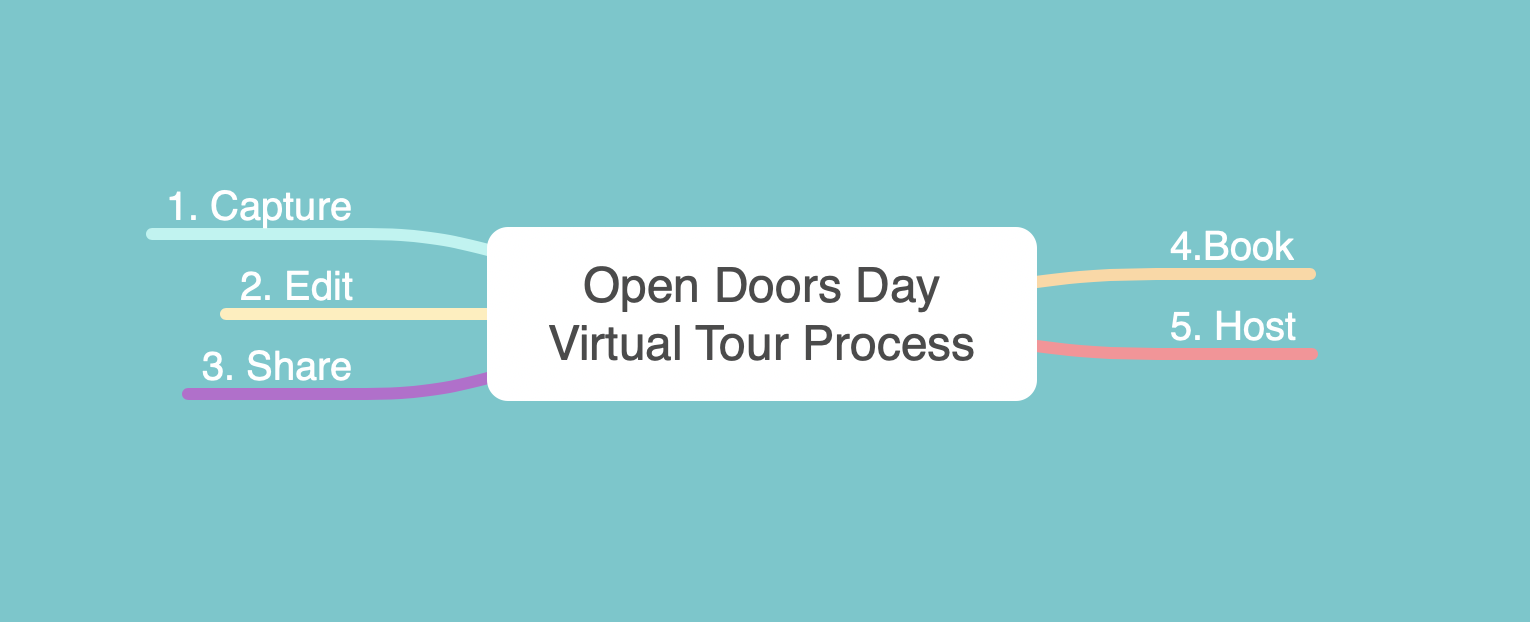 1. Capture
2. Edit
3. Share
Open Doors Day
Virtual Tour Process
4.Book
5. Host